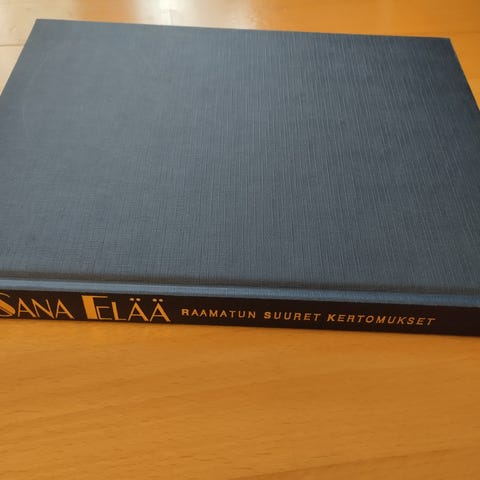 SANA ELÄÄ RAAMATUN SUURET KERTOMUKSET